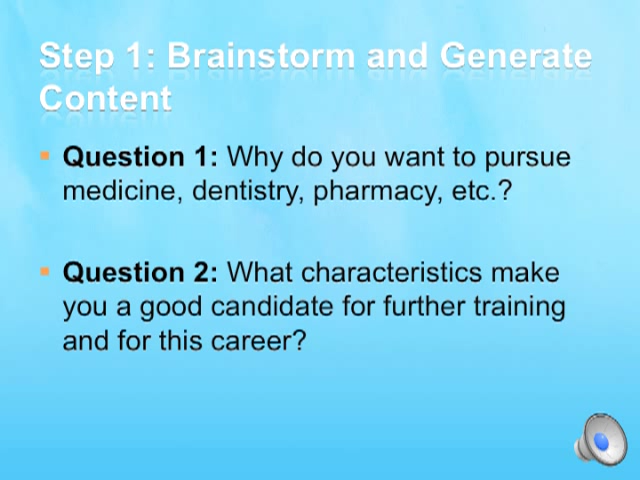 Step 1: Brainstorm and Generate
Content
Question 1: Why do you want to pursue
medicine, dentistry, pharmacy, etc.?
Question 2: What characteristics make
you a good candidate for further training
and for this career?